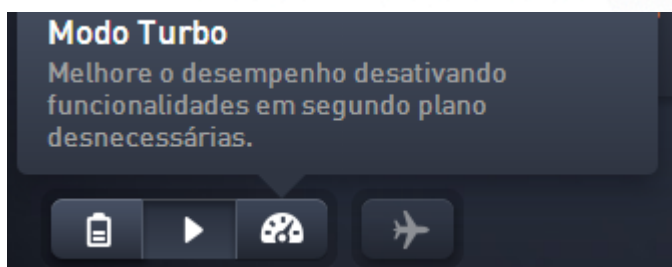 Modo Turbo
Melhore o desempenho desativando
funcionalidades em segundo plano
desnecessárias.